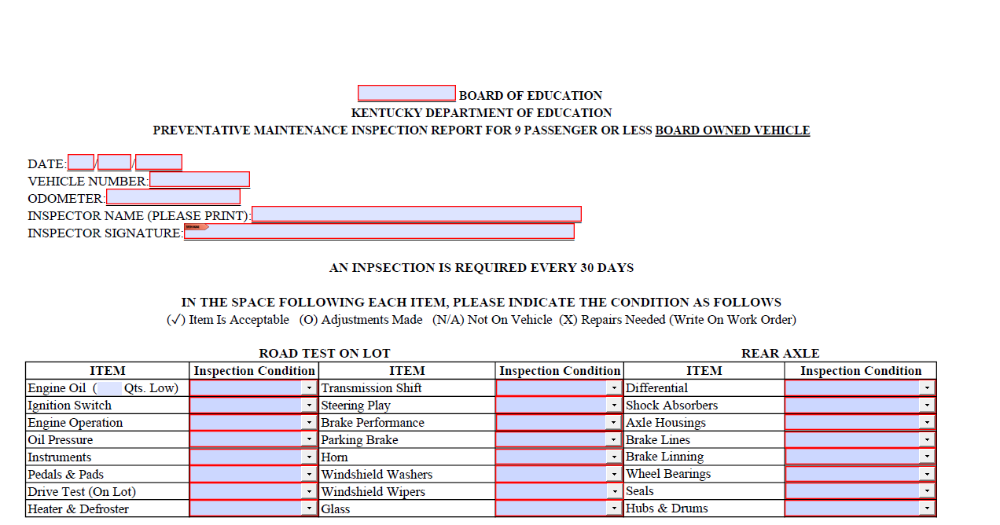 BOARD OF EDUCATION
KENTUCKY DEPARTMENT OF EDUCATION
PREVENTATIVE MAINTENANCE INSPECTION REPORT FOR 9 PASSENGER OR LESS BOARD OWNED VEHICLE
DATE: / /
VEHICLE NUMBER:
ODOMETER:
INSPECTOR NAME (PLEASE PRINT):
INSPECTOR SIGNATURE:
AN INPSECTION IS REQUIRED EVERY 30 DAYS
IN THE SPACE FOLLOWING EACH ITEM, PLEASE INDICATE THE CONDITION AS FOLLOWS
(✓) Item Is Acceptable (O) Adjustments Made (N/A) Not On Vehicle (X) Repairs Needed (Write On Work Order)
ROAD TEST ON LOT REAR AXLE
ITEM Inspection Condition ITEM Inspection Condition ITEM Inspection Condition
Engine Oil ( Qts. Low) Transmission Shift Differential
Ignition Switch Steering Play Shock Absorbers
Engine Operation Brake Performance Axle Housings
Oil Pressure Parking Brake Brake Lines
Instruments Horn Brake Linning
Pedals & Pads Windshield Washers Wheel Bearings
Drive Test (On Lot) Windshield Wipers Seals
Heater & Defroster Glass Hubs & Drums